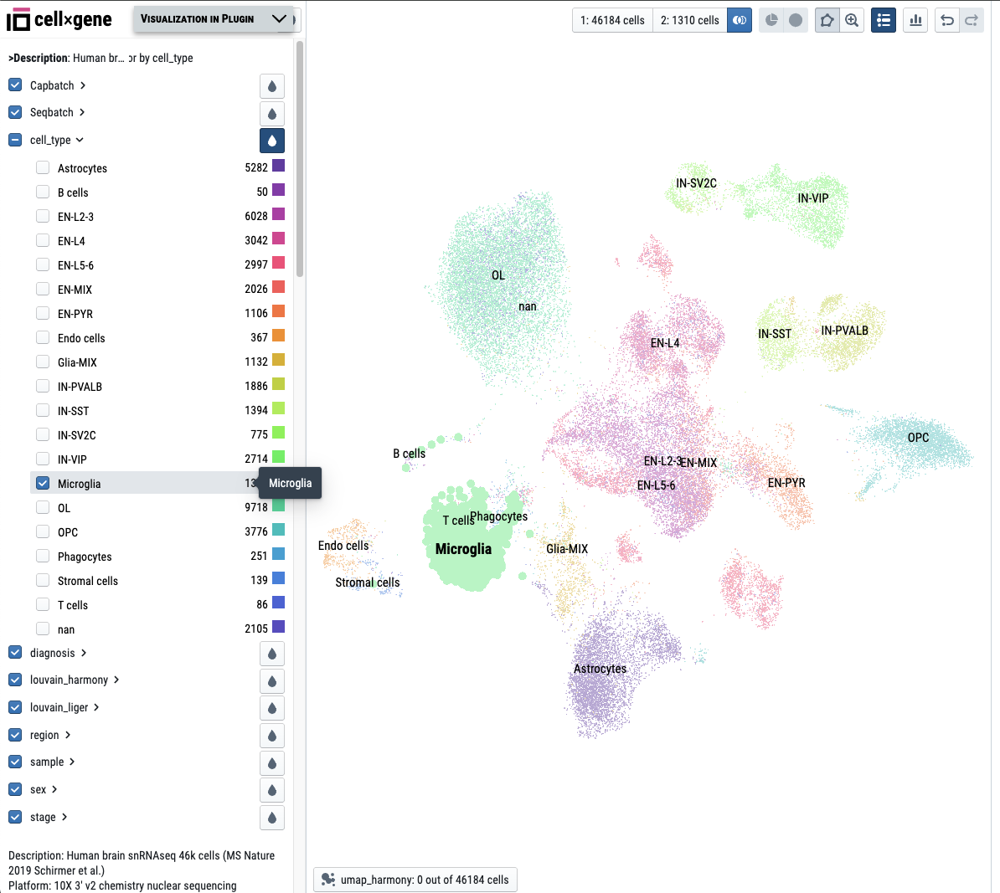 cell×gene
VISUALIZATION IN PLUGIN
1: 46184 cells
2: 1310 cells
>Description: Human br... or by cell_type
Capbatch
Seqbatch
cell_type
Astrocytes 5282
B cells 50
EN-L2-3 6028
EN-L4 3042
EN-L5-6 2997
EN-MIX 2026
EN-PYR 1106
Endo cells 367
Glia-MIX 1132
IN-PVALB 1886
IN-SST 1394
IN-SV2C 775
IN-VIP 2714
Microglia 13
Microglia
OL 9718
OPC 3776
Phagocytes 251
Stromal cells 139
T cells 86
nan 2105
diagnosis
louvain_harmony
louvain_liger
region
sample
sex
stage
Description: Human brain snRNAseq 46k cells (MS Nature
2019 Schirmer et al.)
Platform: 10X 3' v2 chemistry nuclear sequencing
IN-SV2C
IN-VIP
OL
nan
EN-L4
IN-SST
IN-PVALB
OPC
B cells
EN-L2-3
EN-MIX
EN-L5-6
EN-PYR
T cells
Phagocytes
Endo cells
Microglia
Glia-MIX
Stromal cells
Astrocytes
umap_harmony: 0 out of 46184 cells